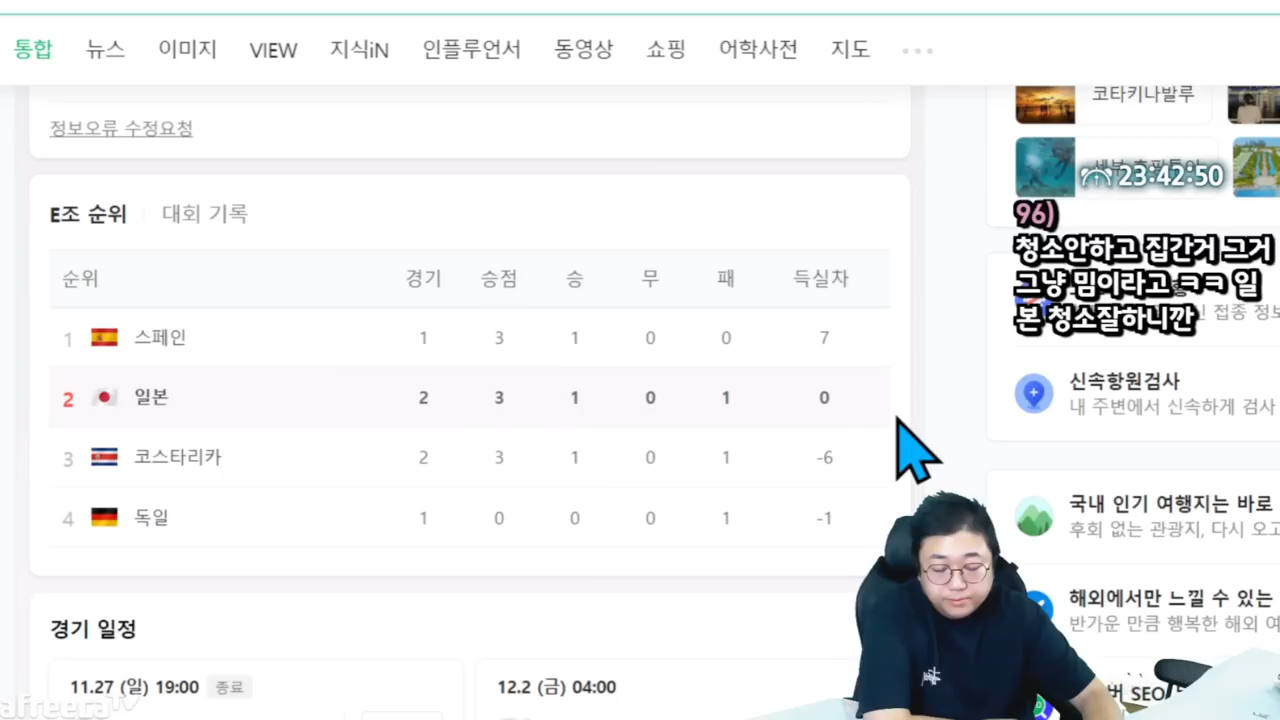 통합 뉴스 이미지 VIEW 지식iN 인플루언서 동영상 쇼핑 어학사전 지도
정보오류 수정요청
코타키나발루
23:42:50
96)
청소안하고 집간거 그거
그냥 밈이라고 ㅋㅋ 일
본 청소잘하니깐
접종 정보
E조 순위 대회 기록
순위 경기 승점 승 무 패 득실차
1 스페인 1 3 1 0 0 7
2 일본 2 3 1 0 1 0
3 코스타리카 2 3 1 0 1 -6
4 독일 1 0 0 0 1 -1
신속항원검사
내 주변에서 신속하게 검사
국내 인기 여행지는 바로
후회 없는 관광지, 다시 오고
해외에서만 느낄 수 있는
반가운 만큼 행복한 해외 여
경기 일정
11.27 (일) 19:00 종료
12.2 (금) 04:00
SEO
afreecaTV